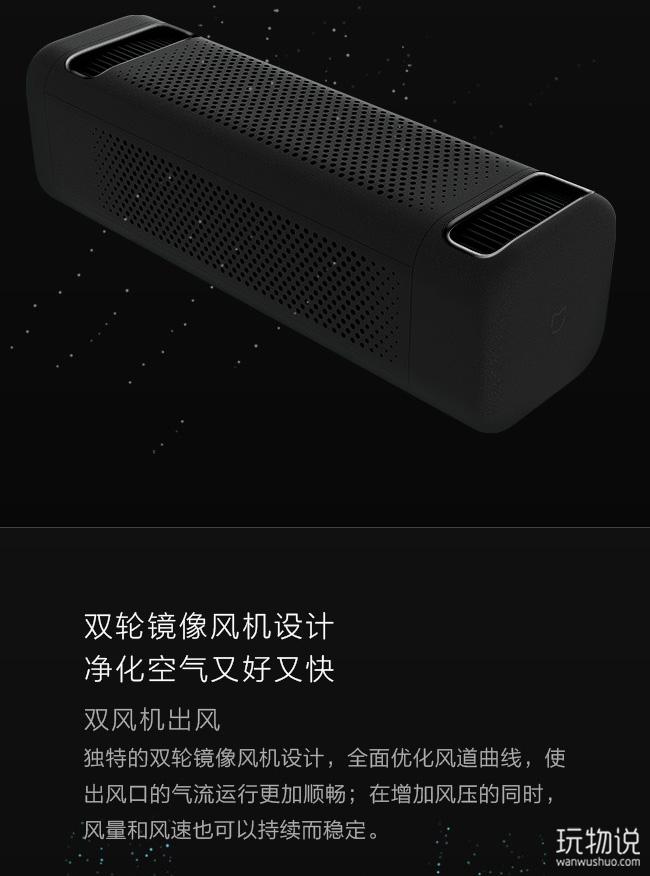 双轮镜像风机设计
净化空气又好又快
双风机出风
独特的双轮镜像风机设计，全面优化风道曲线，使
出风口的气流运行更加顺畅；在增加风压的同时，
风量和风速也可以持续而稳定。
玩物说
wanwushuo.com